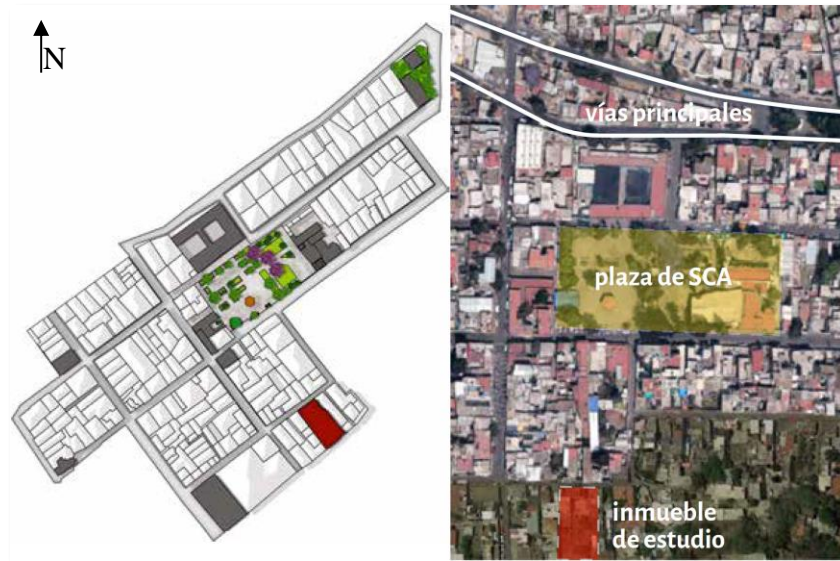 N
vías principales
plaza de SCA
inmueble
de estudio